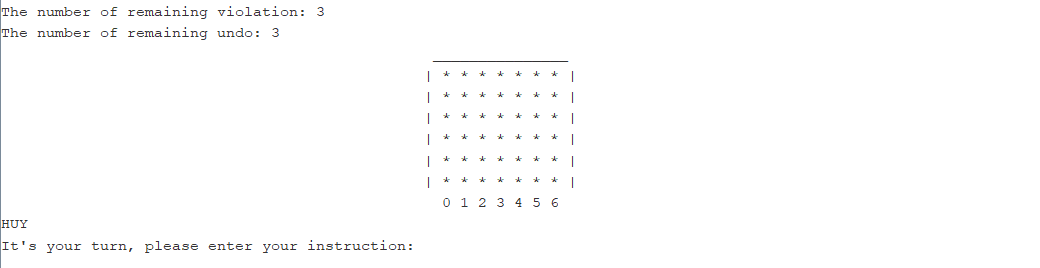 The number of remaining violation: 3
The number of remaining undo: 3
_______________
| * * * * * * * |
| * * * * * * * |
| * * * * * * * |
| * * * * * * * |
| * * * * * * * |
| * * * * * * * |
0 1 2 3 4 5 6
HUY
It's your turn, please enter your instruction: